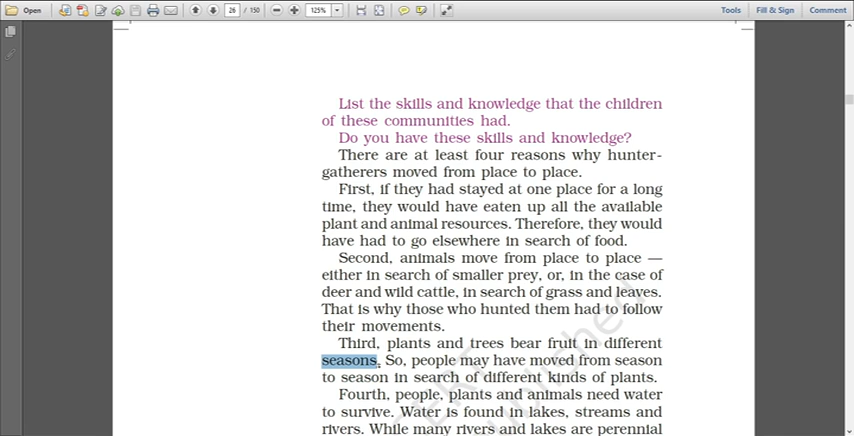 Open
26 / 150
125%
Tools
Fill & Sign
Comment
List the skills and knowledge that the children
of these communities had.
Do you have these skills and knowledge?
There are at least four reasons why hunter-
gatherers moved from place to place.
First, if they had stayed at one place for a long
time, they would have eaten up all the available
plant and animal resources. Therefore, they would
have had to go elsewhere in search of food.
Second, animals move from place to place —
either in search of smaller prey, or, in the case of
deer and wild cattle, in search of grass and leaves.
That is why those who hunted them had to follow
their movements.
Third, plants and trees bear fruit in different
seasons. So, people may have moved from season
to season in search of different kinds of plants.
Fourth, people, plants and animals need water
to survive. Water is found in lakes, streams and
rivers. While many rivers and lakes are perennial